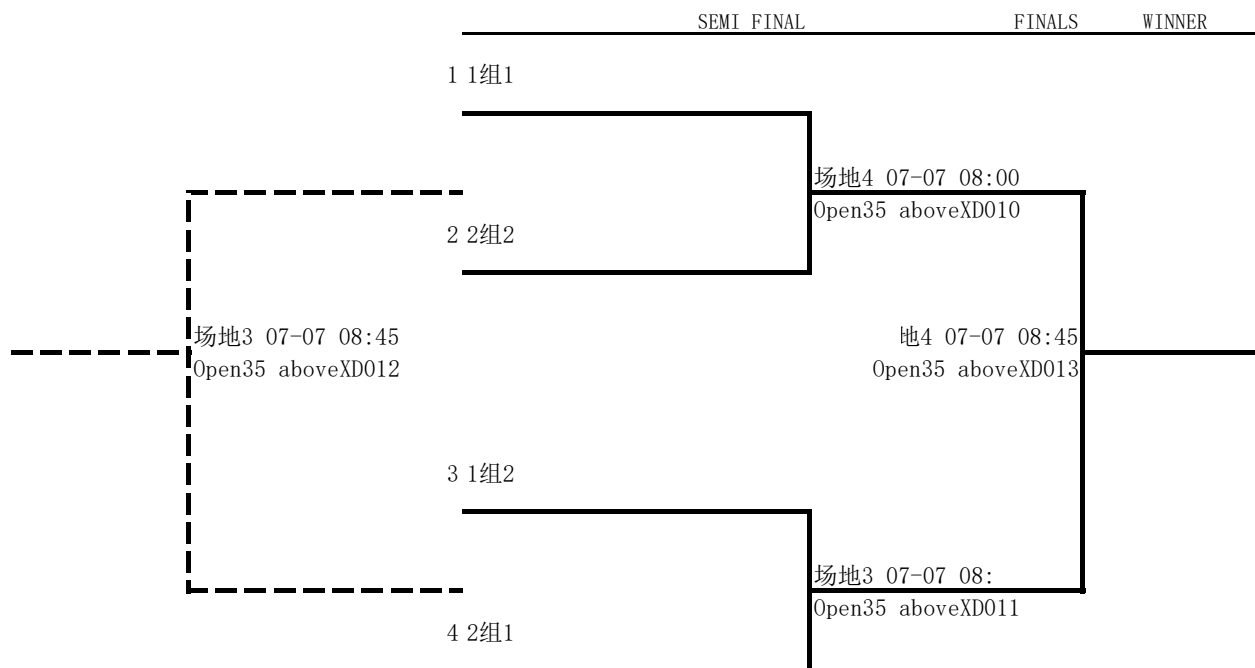 SEMI FINAL FINALS WINNER
1 1组1
场地4 07-07 08:00
Open35 aboveXD010
2 2组2
场地3 07-07 08:45
Open35 aboveXD012
地4 07-07 08:45
Open35 aboveXD013
3 1组2
场地3 07-07 08:
Open35 aboveXD011
4 2组1